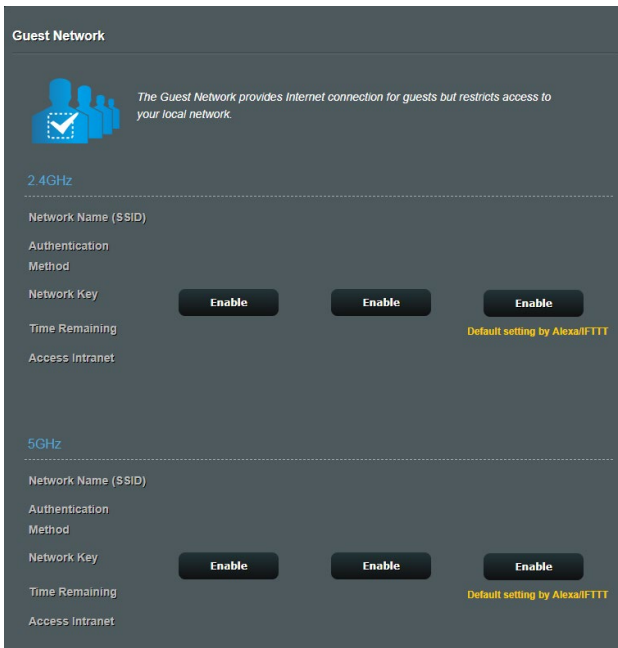 Guest Network
The Guest Network provides Internet connection for guests but restricts access to
your local network.
2.4GHz
Network Name (SSID)
Authentication
Method
Network Key
Enable Enable Enable
Time Remaining
Default setting by Alexa/IFTTT
Access Intranet
5GHz
Network Name (SSID)
Authentication
Method
Network Key
Enable Enable Enable
Time Remaining
Default setting by Alexa/IFTTT
Access Intranet